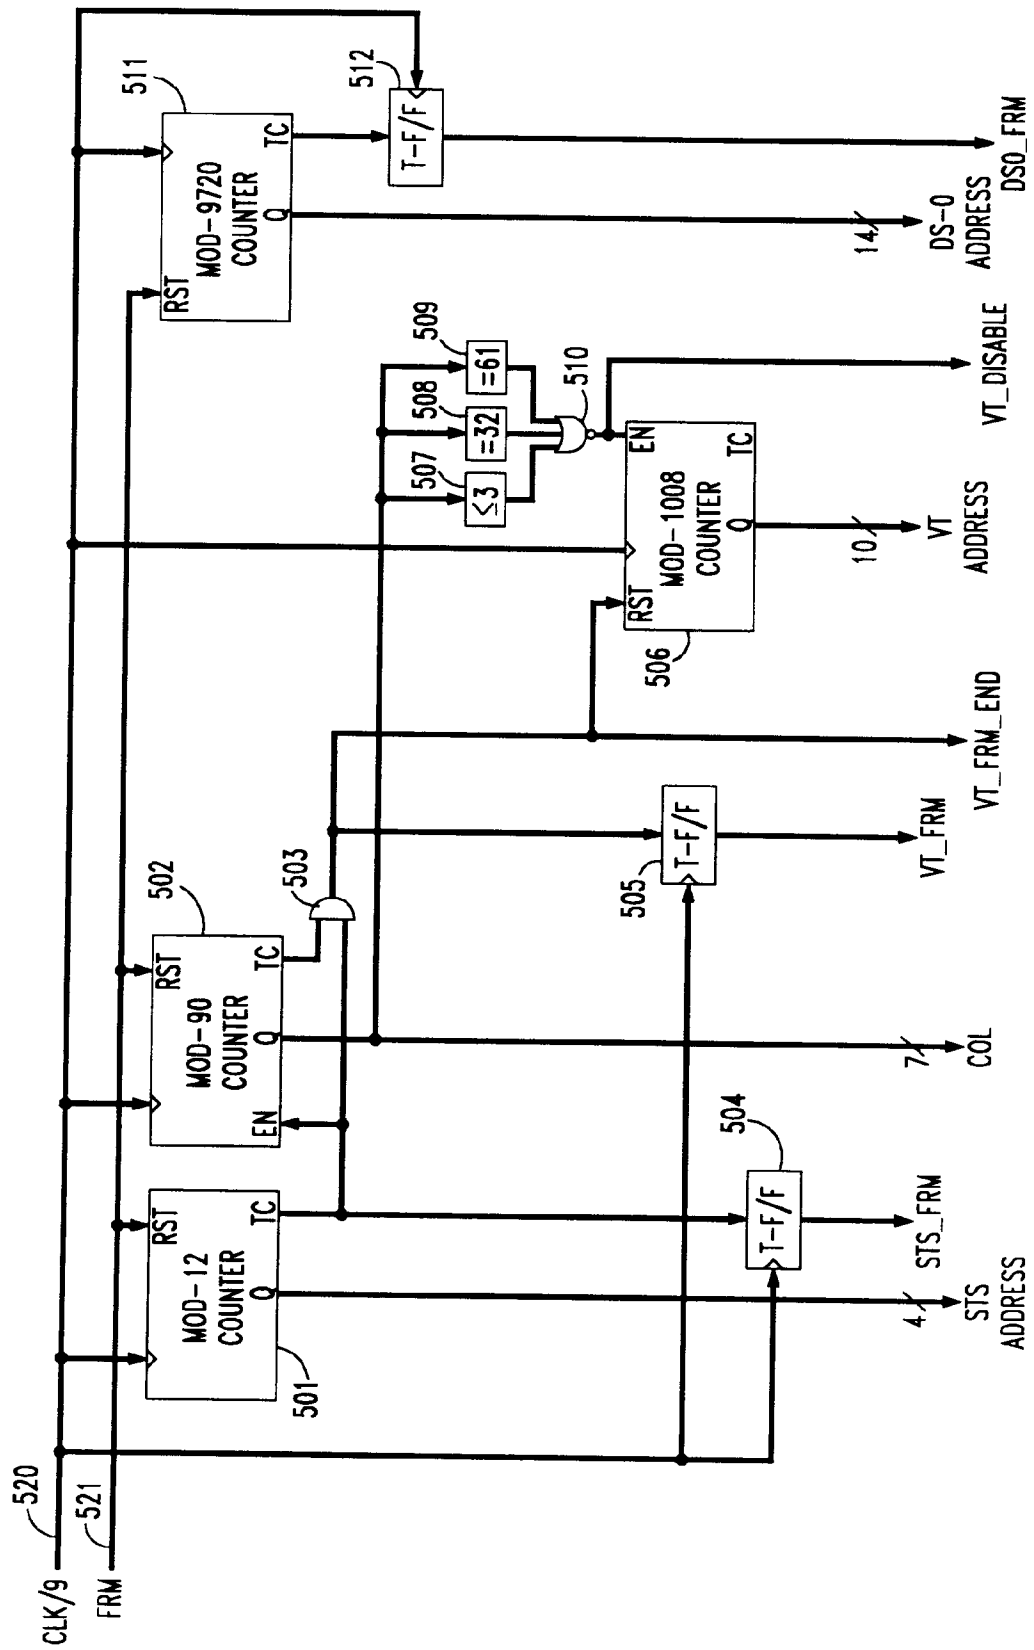 CLK/9
520
FRM
521
MOD-12
COUNTER
RST
Q
TC
501
MOD-90
COUNTER
RST
EN
Q
TC
502
503
MOD-9720
COUNTER
RST
Q
TC
511
T-F/F
512
≤3
507
=32
508
=61
509
510
MOD-1008
COUNTER
RST
EN
Q
TC
506
T-F/F
505
T-F/F
504
4
STS
ADDRESS
STS_FRM
7
COL
VT_FRM
VT_FRM_END
10
VT
ADDRESS
VT_DISABLE
14
DS-0
ADDRESS
DS0_FRM